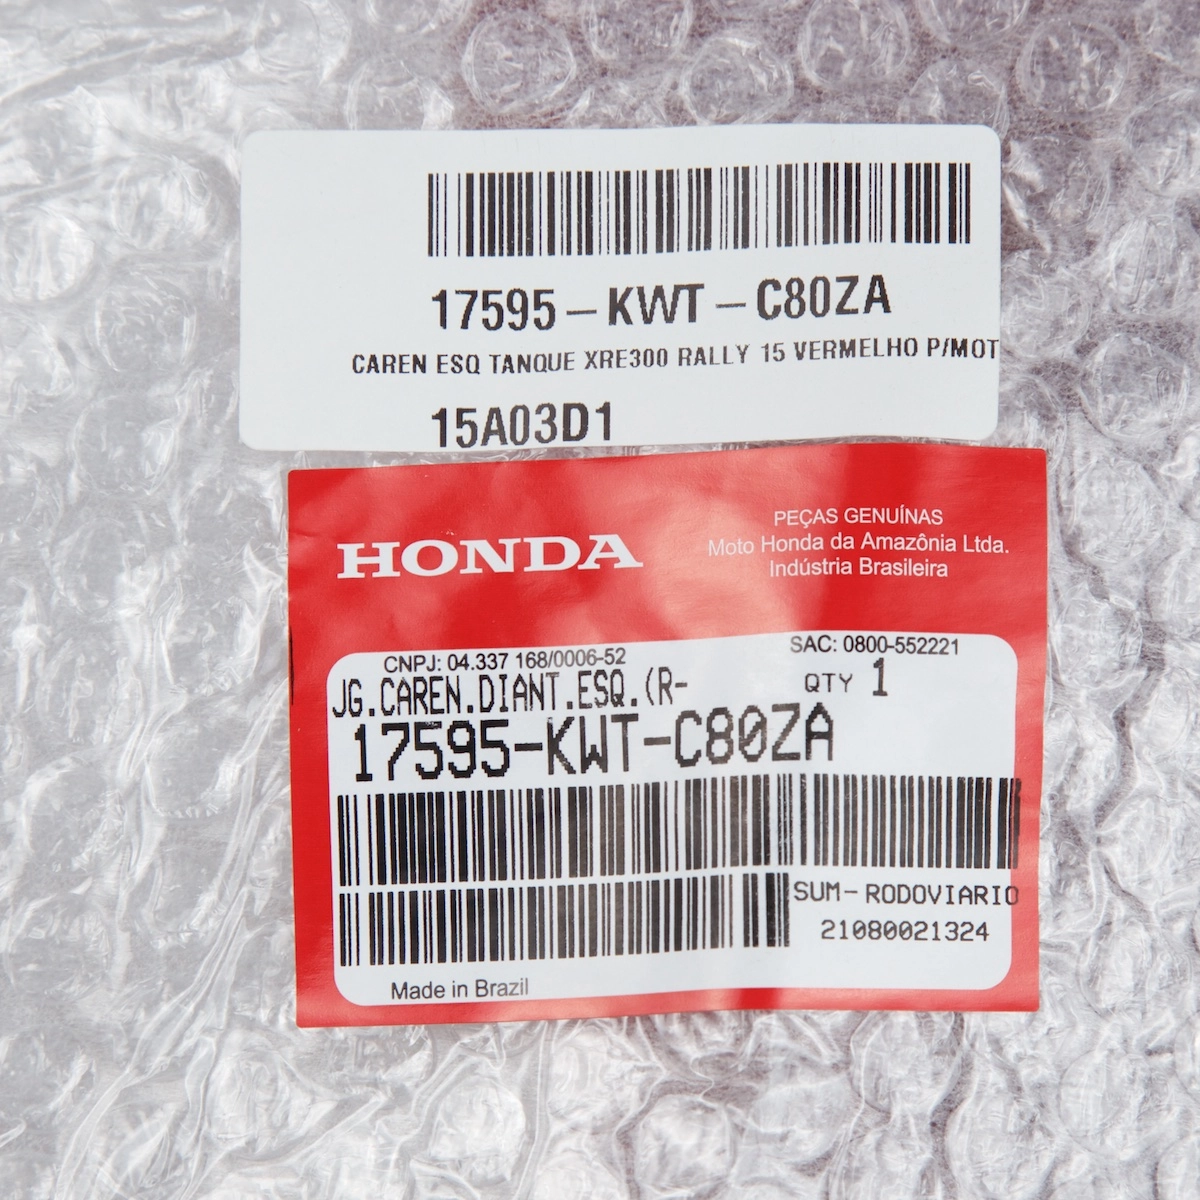 17595-KWT-C80ZA
CAREN ESQ TANQUE XRE300 RALLY 15 VERMELHO P/MOT
15A03D1
HONDA
PEÇAS GENUÍNAS
Moto Honda da Amazônia Ltda.
Indústria Brasileira
CNPJ: 04.337 168/0006-52
SAC: 0800-552221
JG.CAREN.DIANT.ESQ.(R-
QTY 1
17595-KWT-C80ZA
SUM-RODOVIARIO
21080021324
Made in Brazil